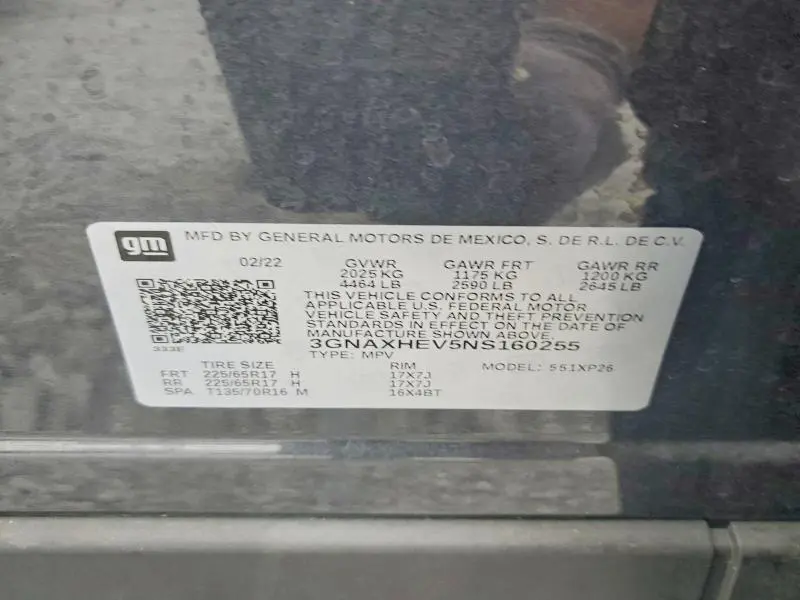 gm MFD BY GENERAL MOTORS DE MEXICO, S. DE R.L. DE C.V.
02/22 GVWR GAWR FRT GAWR RR
2025 KG 1175 KG 1200 KG
4464 LB 2590 LB 2645 LB
THIS VEHICLE CONFORMS TO ALL
APPLICABLE U.S. FEDERAL MOTOR
VEHICLE SAFETY AND THEFT PREVENTION
STANDARDS IN EFFECT ON THE DATE OF
MANUFACTURE SHOWN ABOVE.
333E 3GNAXHEV5NS160255
TYPE: MPV
TIRE SIZE RIM MODEL: 551XP26
FRT 225/65R17 H 17X7J
RR 225/65R17 H 17X7J
SPA T135/70R16 M 16X4BT